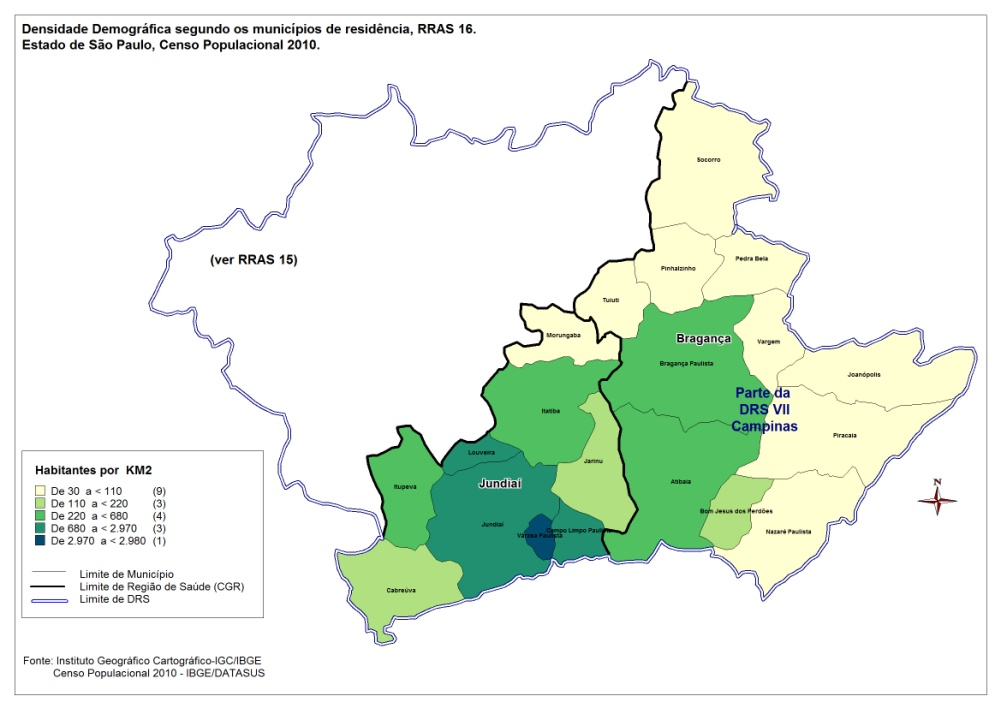 Densidade Demográfica segundo os municípios de residência, RRAS 16.
Estado de São Paulo, Censo Populacional 2010.
Socorro
(ver RRAS 15)
Pedra Bela
Pinhalzinho
Tuiuti
Morungaba
Bragança
Vargem
Bragança Paulista
Joanópolis
Parte da
DRS VII
Campinas
Itatiba
Piracaia
Louveira
Jarinu
Jundiaí
Itupeva
Atibaia
Bom Jesus dos Perdões
Jundiaí
Campo Limpo Paulista
Várzea Paulista
Nazaré Paulista
Cabreúva
Habitantes por KM2
De 30 a < 110 (9)
De 110 a < 220 (3)
De 220 a < 680 (4)
De 680 a < 2.970 (3)
De 2.970 a < 2.980 (1)
Limite de Município
Limite de Região de Saúde (CGR)
Limite de DRS
N
Fonte: Instituto Geográfico Cartográfico-IGC/IBGE
Censo Populacional 2010 - IBGE/DATASUS